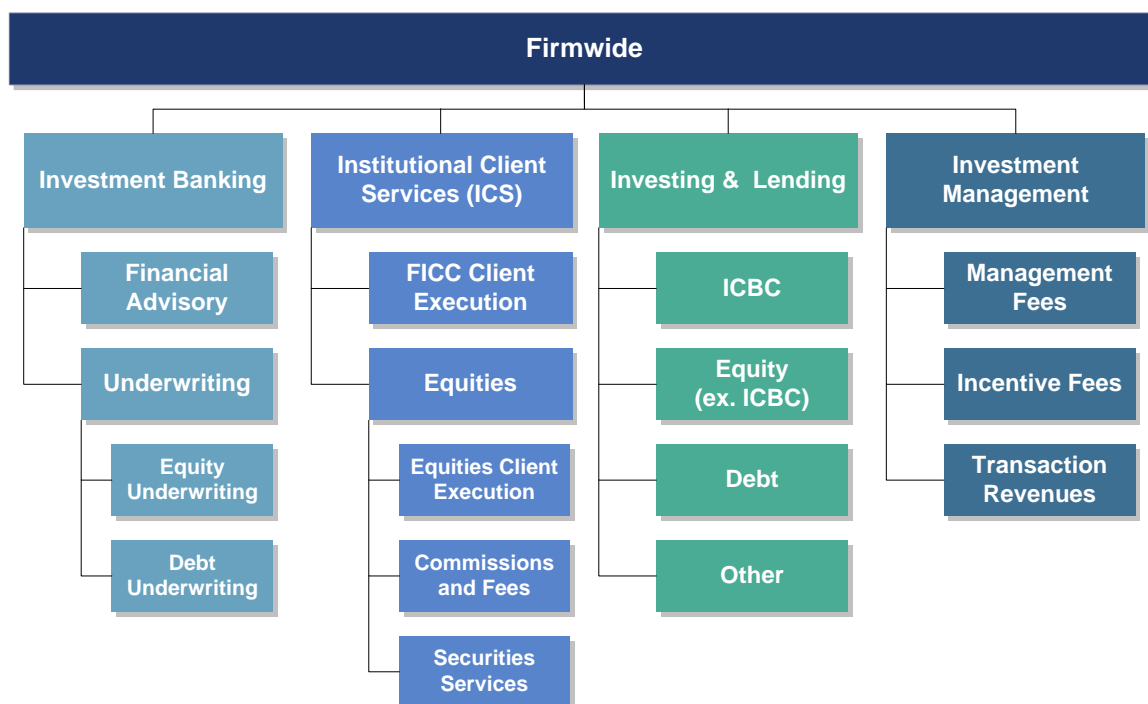 Firmwide
Investment Banking
Financial
Advisory
Underwriting
Equity
Underwriting
Debt
Underwriting
Institutional Client
Services (ICS)
FICC Client
Execution
Equities
Equities Client
Execution
Commissions
and Fees
Securities
Services
Investing & Lending
ICBC
Equity
(ex. ICBC)
Debt
Other
Investment
Management
Management
Fees
Incentive Fees
Transaction
Revenues